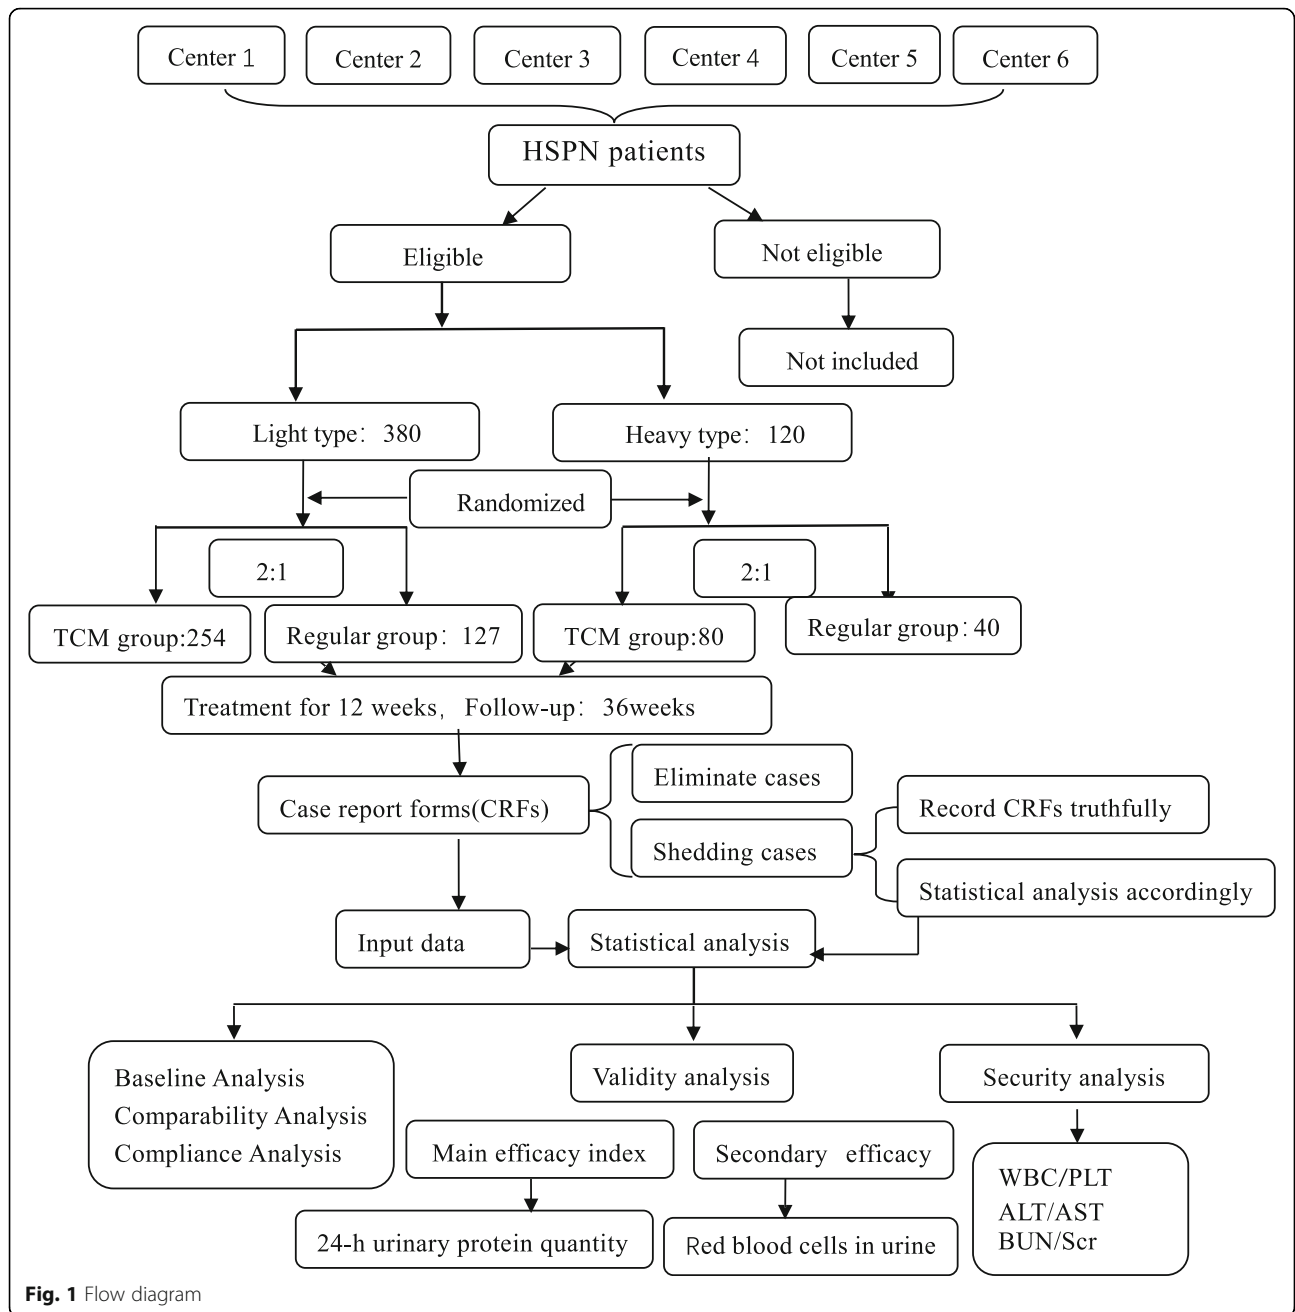 Center 1
Center 2
Center 3
Center 4
Center 5
Center 6
HSPN patients
Eligible
Not eligible
Not included
Light type：380
Heavy type：120
Randomized
2:1
2:1
TCM group:254
Regular group：127
TCM group:80
Regular group：40
Treatment for 12 weeks，Follow-up：36weeks
Eliminate cases
Case report forms(CRFs)
Record CRFs truthfully
Shedding cases
Statistical analysis accordingly
Input data
Statistical analysis
Baseline Analysis
Comparability Analysis
Compliance Analysis
Validity analysis
Security analysis
Main efficacy index
Secondary efficacy
WBC/PLT
ALT/AST
BUN/Scr
24-h urinary protein quantity
Red blood cells in urine
Fig. 1 Flow diagram